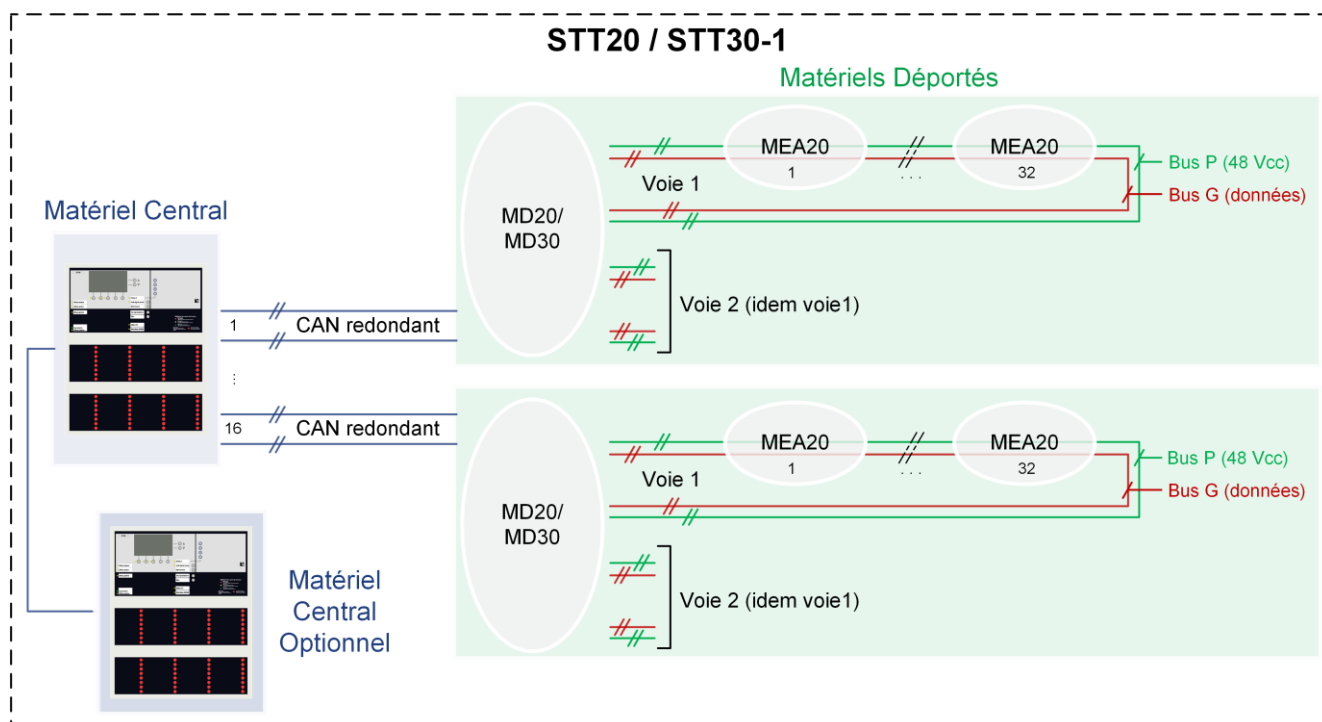 STT20 / STT30-1
Matériels Déportés
MEA20
1
. . .
MEA20
32
Bus P (48 Vcc)
Bus G (données)
Voie 1
Matériel Central
MD20/
MD30
1
CAN redondant
Voie 2 (idem voie1)
⋮
16
CAN redondant
MEA20
1
. . .
MEA20
32
Bus P (48 Vcc)
Bus G (données)
Voie 1
MD20/
MD30
Voie 2 (idem voie1)
Matériel
Central
Optionnel